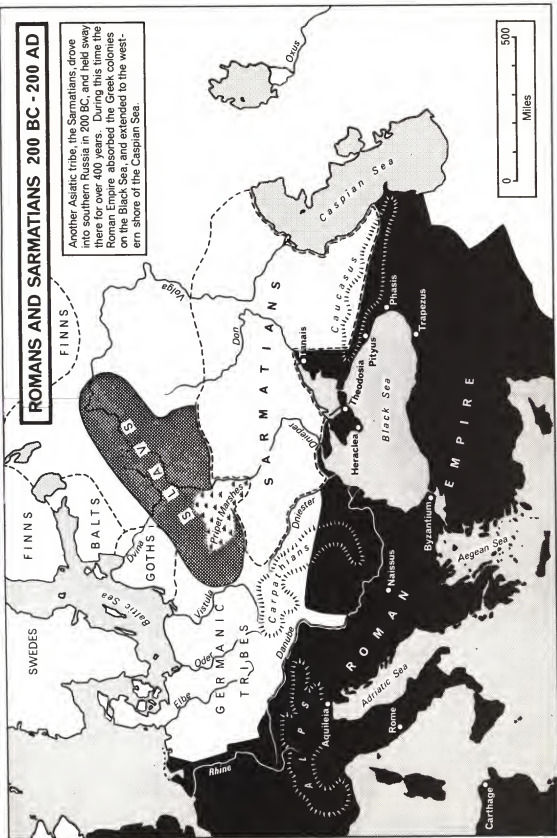 ROMANS AND SARMATIANS 200 BC - 200 AD
Another Asiatic tribe, the Sarmatians, drove
into southern Russia in 200 BC, and held sway
there for over 400 years. During this time the
Roman Empire absorbed the Greek colonies
on the Black Sea, and extended to the west-
ern shore of the Caspian Sea.
SWEDES
FINNS
FINNS
BALTS
GOTHS
Baltic Sea
Dvina
SLAVS
Volga
Oxus
Elbe
Oder
Vistula
Pripet Marshes
Don
GERMANIC
TRIBES
SARMATIANS
Dnieper
Dniester
Carpathians
Caspian Sea
Caucasus
Tanais
Rhine
Danube
ALPS
Theodosia
Heraclea
Pityus
Phasis
Trapezus
Black Sea
Aquileia
Naissus
Byzantium
ROMAN EMPIRE
Adriatic Sea
Aegean Sea
Rome
Carthage
0 500
Miles